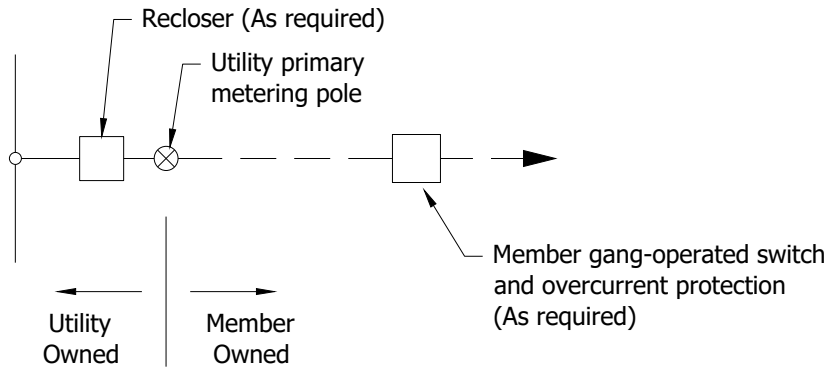 Recloser (As required)
Utility primary
metering pole
Member gang-operated switch
and overcurrent protection
(As required)
Utility
Owned
Member
Owned